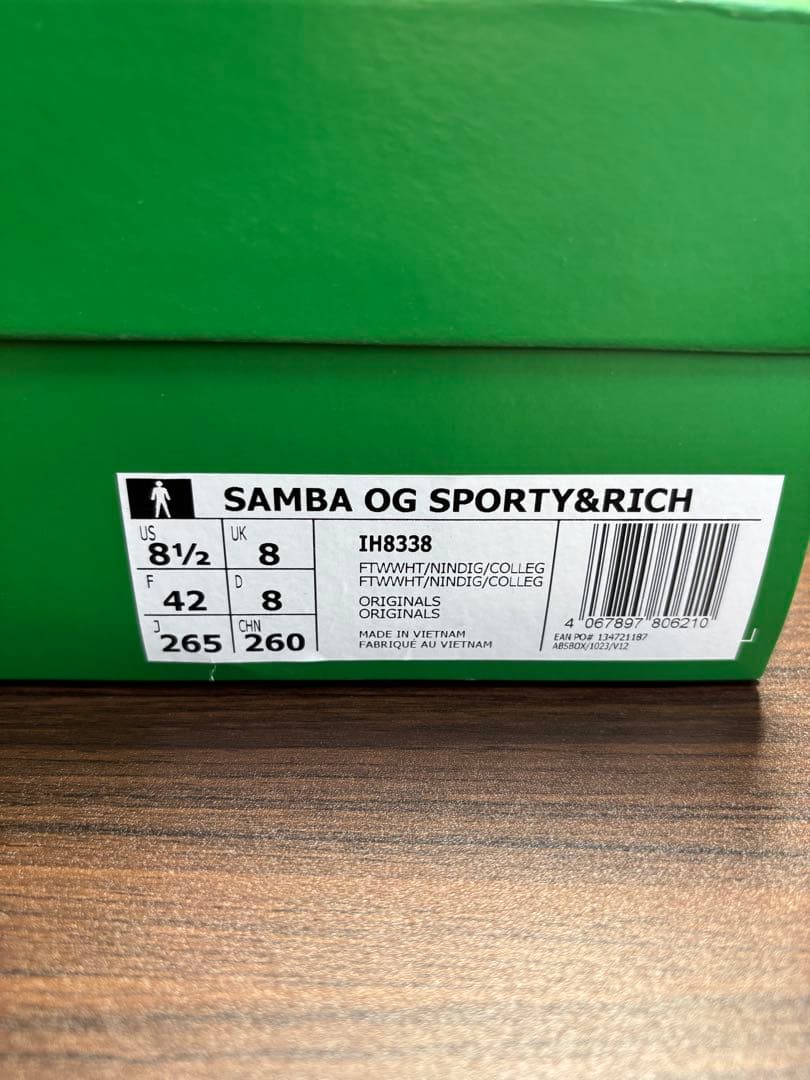 SAMBA OG SPORTY&RICH
US 8½ UK 8
F 42 D 8
J 265 CHN 260
IH8338
FTWWHT/NINDIG/COLLEG
FTWWHT/NINDIG/COLLEG
ORIGINALS
ORIGINALS
MADE IN VIETNAM
FABRIQUÉ AU VIETNAM
4 067897 806210
EAN PO# 134721187
ABSBOX/1023/V12